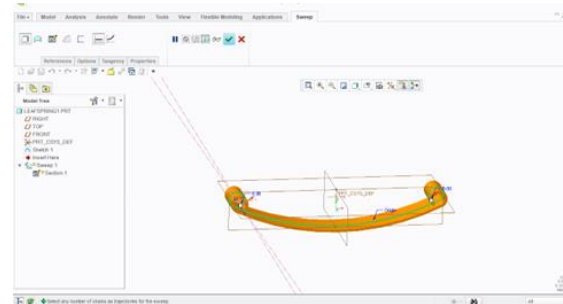 File Model Analysis Annotate Render Tools View Flexible Modeling Applications Sweep
References Options Tangency Properties
Model Tree
LEAFSPRING1.PRT
RIGHT
TOP
FRONT
PRT_CSYS_DEF
Sketch 1
Insert Here
Sweep 1
Section 1
PRT_CSYS_DEF
Select any number of chains as trajectories for the sweep.